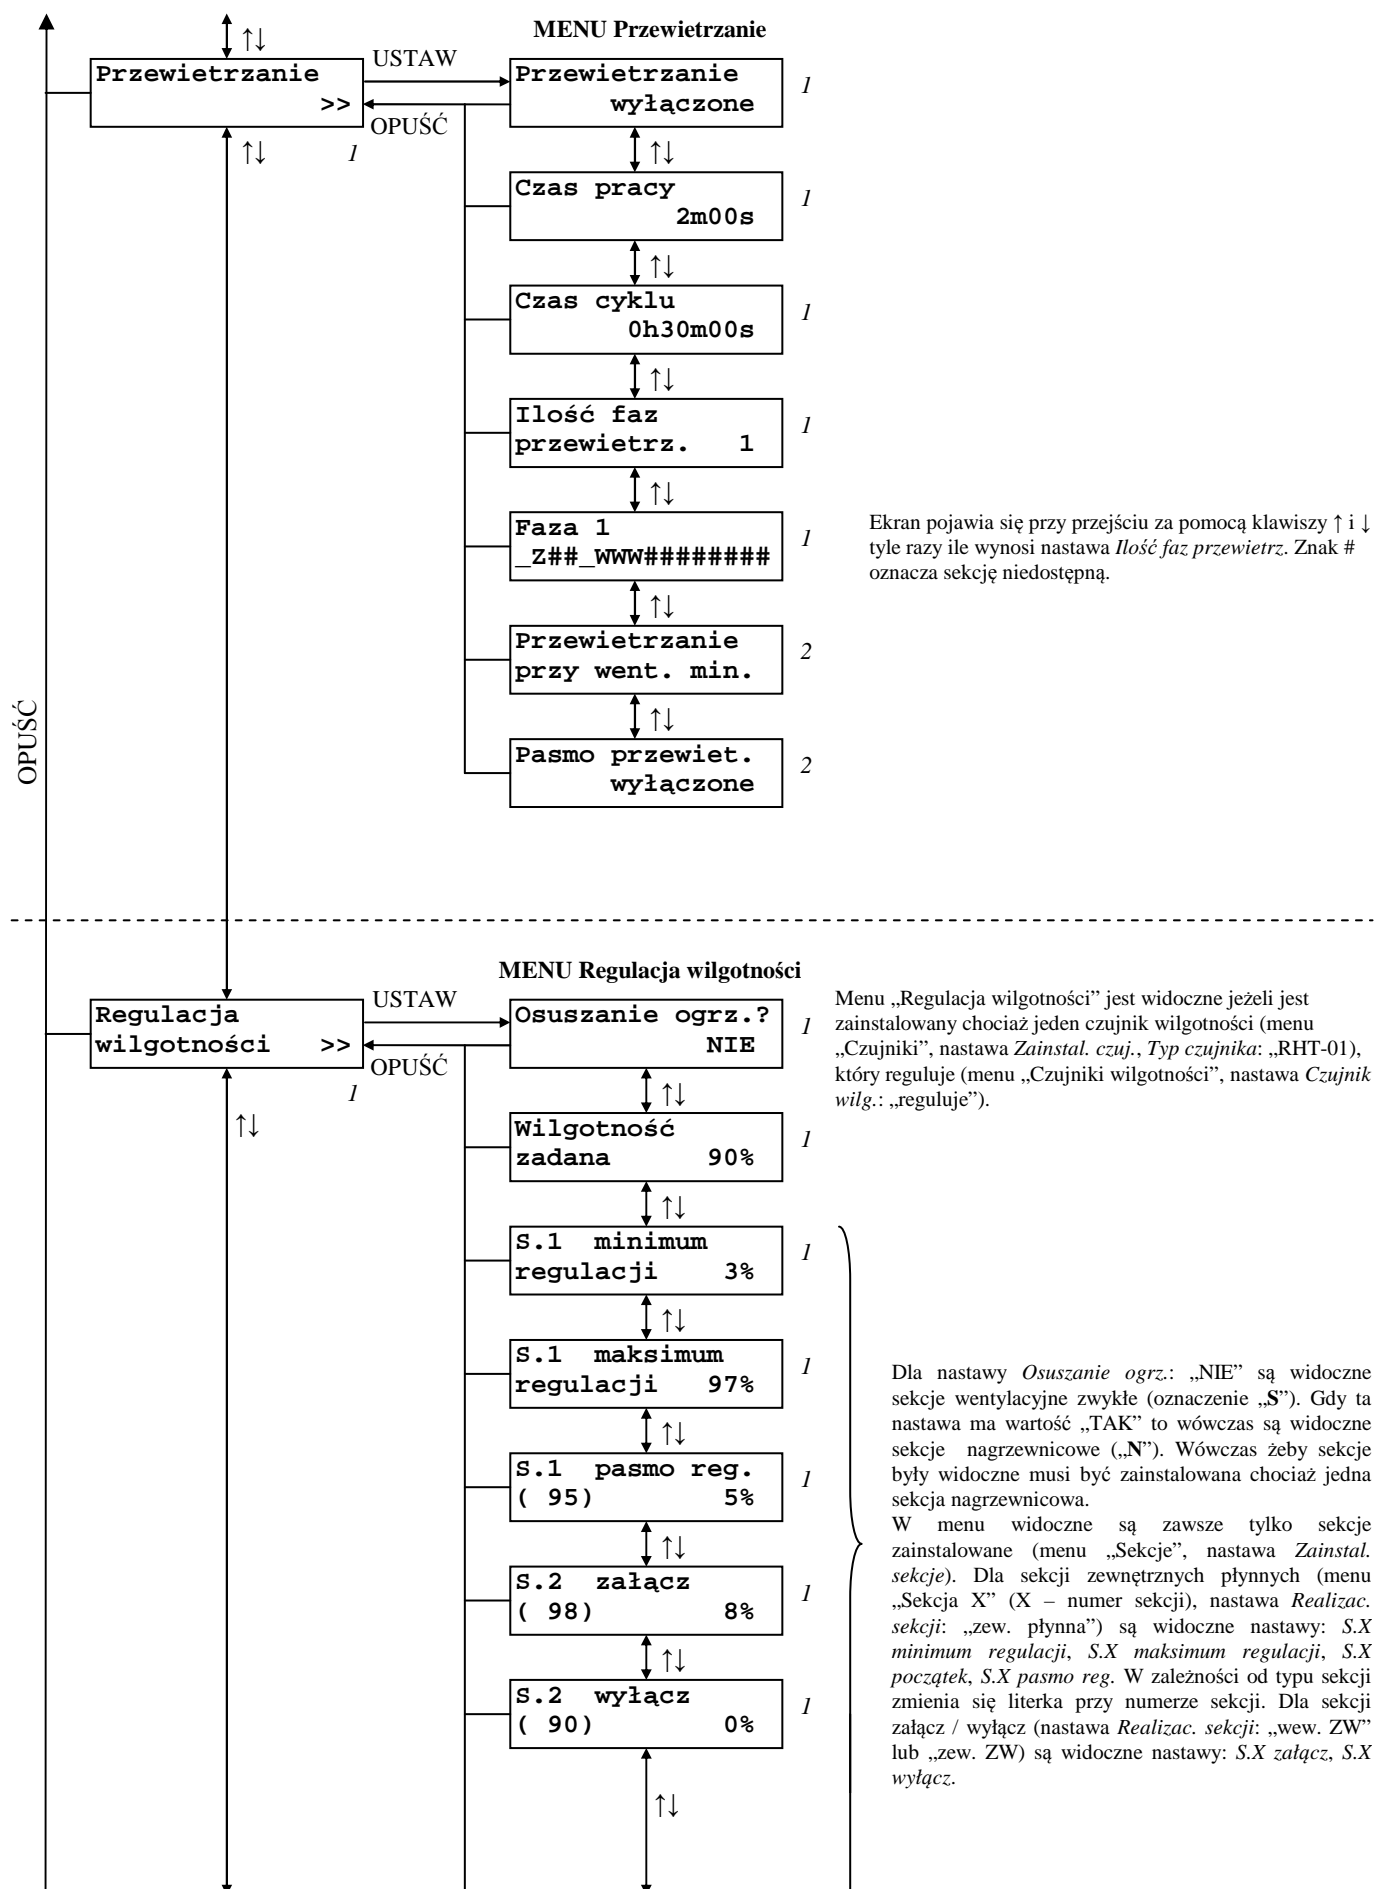 MENU Przewietrzanie
↑↓
USTAW
Przewietrzanie
>>
Przewietrzanie
wyłączone
1
OPUŚĆ
↑↓
1
↑↓
Czas pracy
2m00s
1
↑↓
Czas cyklu
0h30m00s
1
↑↓
Ilość faz
przewietrz. 1
1
↑↓
Faza 1
_Z##_WWW########
1
Ekran pojawia się przy przejściu za pomocą klawiszy ↑ i ↓
tyle razy ile wynosi nastawa Ilość faz przewietrz. Znak #
oznacza sekcję niedostępną.
↑↓
Przewietrzanie
przy went. min.
2
↑↓
Pasmo przewiet.
wyłączone
2
OPUŚĆ
MENU Regulacja wilgotności
USTAW
Regulacja
wilgotności >>
Osuszanie ogrz.?
NIE
1
OPUŚĆ
1
↑↓
Menu „Regulacja wilgotności” jest widoczne jeżeli jest
zainstalowany chociaż jeden czujnik wilgotności (menu
„Czujniki”, nastawa Zainstal. czuj., Typ czujnika: „RHT-01),
który reguluje (menu „Czujniki wilgotności”, nastawa Czujnik
wilg.: „reguluje”).
↑↓
Wilgotność
zadana 90%
1
↑↓
S.1 minimum
regulacji 3%
1
↑↓
S.1 maksimum
regulacji 97%
1
↑↓
S.1 pasmo reg.
( 95) 5%
1
↑↓
S.2 załącz
( 98) 8%
1
↑↓
S.2 wyłącz
( 90) 0%
1
↑↓
Dla nastawy Osuszanie ogrz.: „NIE” są widoczne
sekcje wentylacyjne zwykłe (oznaczenie „S”). Gdy ta
nastawa ma wartość „TAK” to wówczas są widoczne
sekcje nagrzewnicowe („N”). Wówczas żeby sekcje
były widoczne musi być zainstalowana chociaż jedna
sekcja nagrzewnicowa.
W menu widoczne są zawsze tylko sekcje
zainstalowane (menu „Sekcje”, nastawa Zainstal.
sekcje). Dla sekcji zewnętrznych płynnych (menu
„Sekcja X” (X – numer sekcji), nastawa Realizac.
sekcji: „zew. płynna”) są widoczne nastawy: S.X
minimum regulacji, S.X maksimum regulacji, S.X
początek, S.X pasmo reg. W zależności od typu sekcji
zmienia się literka przy numerze sekcji. Dla sekcji
załącz / wyłącz (nastawa Realizac. sekcji: „wew. ZW”
lub „zew. ZW) są widoczne nastawy: S.X załącz, S.X
wyłącz.